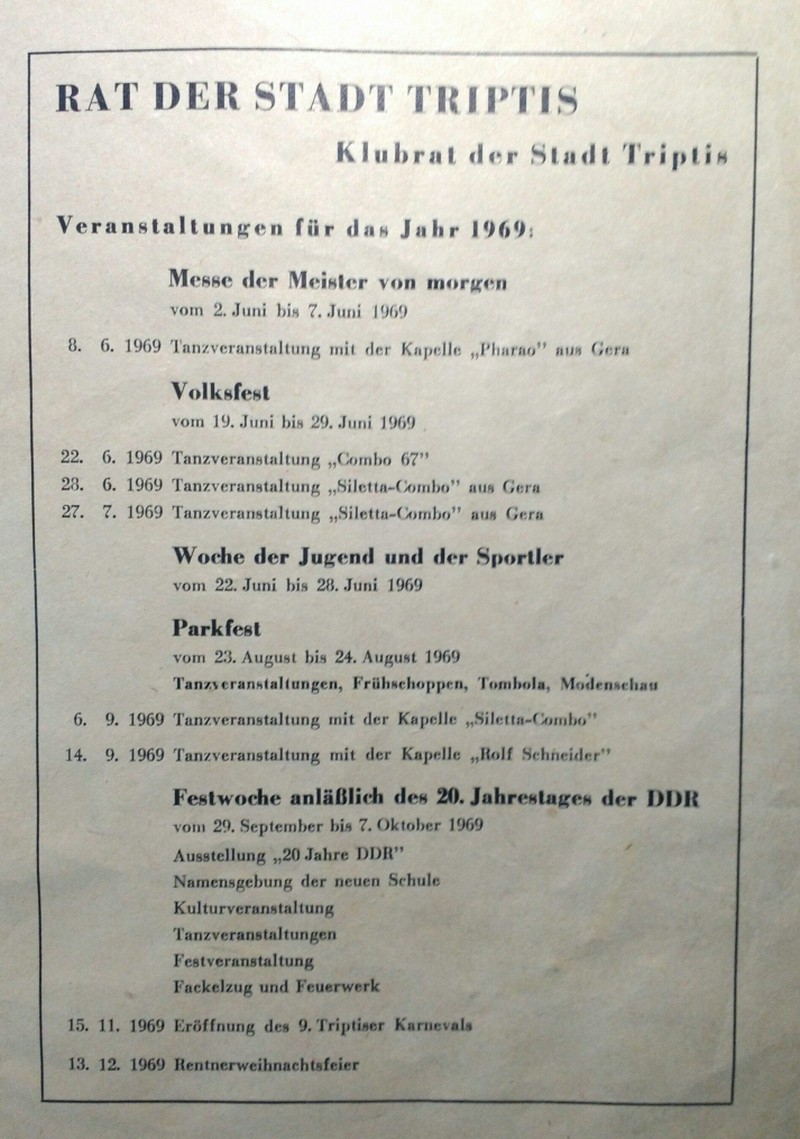 RAT DER STADT TRIPTIS
Klubrat der Stadt Triptis
Veranstaltungen für das Jahr 1969:
Messe der Meister von morgen
vom 2. Juni bis 7. Juni 1969
8. 6. 1969 Tanzveranstaltung mit der Kapelle „Pharao” aus Gera
Volksfest
vom 19. Juni bis 29. Juni 1969
22. 6. 1969 Tanzveranstaltung „Combo 67”
28. 6. 1969 Tanzveranstaltung „Siletta-Combo” aus Gera
27. 7. 1969 Tanzveranstaltung „Siletta-Combo” aus Gera
Woche der Jugend und der Sportler
vom 22. Juni bis 28. Juni 1969
Parkfest
vom 23. August bis 24. August 1969
Tanzveranstaltungen, Frühschoppen, Tombola, Modenschau
6. 9. 1969 Tanzveranstaltung mit der Kapelle „Siletta-Combo”
14. 9. 1969 Tanzveranstaltung mit der Kapelle „Rolf Schneider”
Festwoche anläßlich des 20. Jahrestages der DDR
vom 29. September bis 7. Oktober 1969
Ausstellung „20 Jahre DDR”
Namensgebung der neuen Schule
Kulturveranstaltung
Tanzveranstaltungen
Festveranstaltung
Fackelzug und Feuerwerk
15. 11. 1969 Eröffnung des 9. Triptiser Karnevals
13. 12. 1969 Rentnerweihnachtsfeier